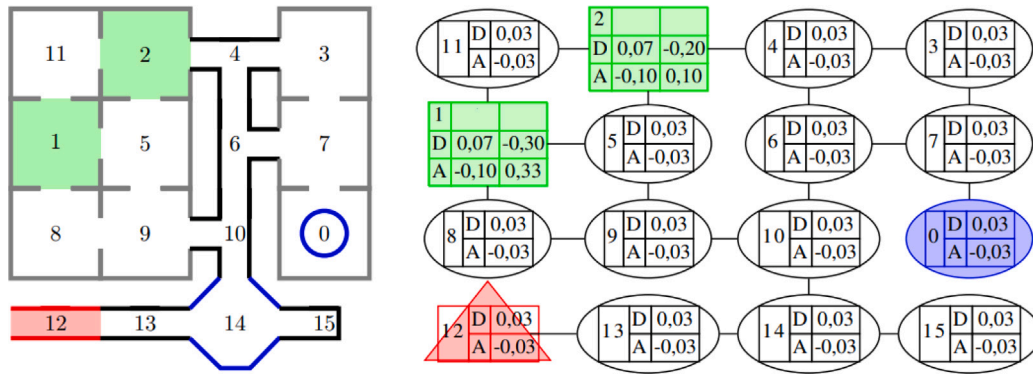 11 2 4 3
1 5 6 7
8 9 10 0
12 13 14 15
11 D 0,03
A -0,03
2
D 0,07 -0,20
A -0,10 0,10
4 D 0,03
A -0,03
3 D 0,03
A -0,03
1
D 0,07 -0,30
A -0,10 0,33
5 D 0,03
A -0,03
6 D 0,03
A -0,03
7 D 0,03
A -0,03
8 D 0,03
A -0,03
9 D 0,03
A -0,03
10 D 0,03
A -0,03
0 D 0,03
A -0,03
12 D 0,03
A -0,03
13 D 0,03
A -0,03
14 D 0,03
A -0,03
15 D 0,03
A -0,03